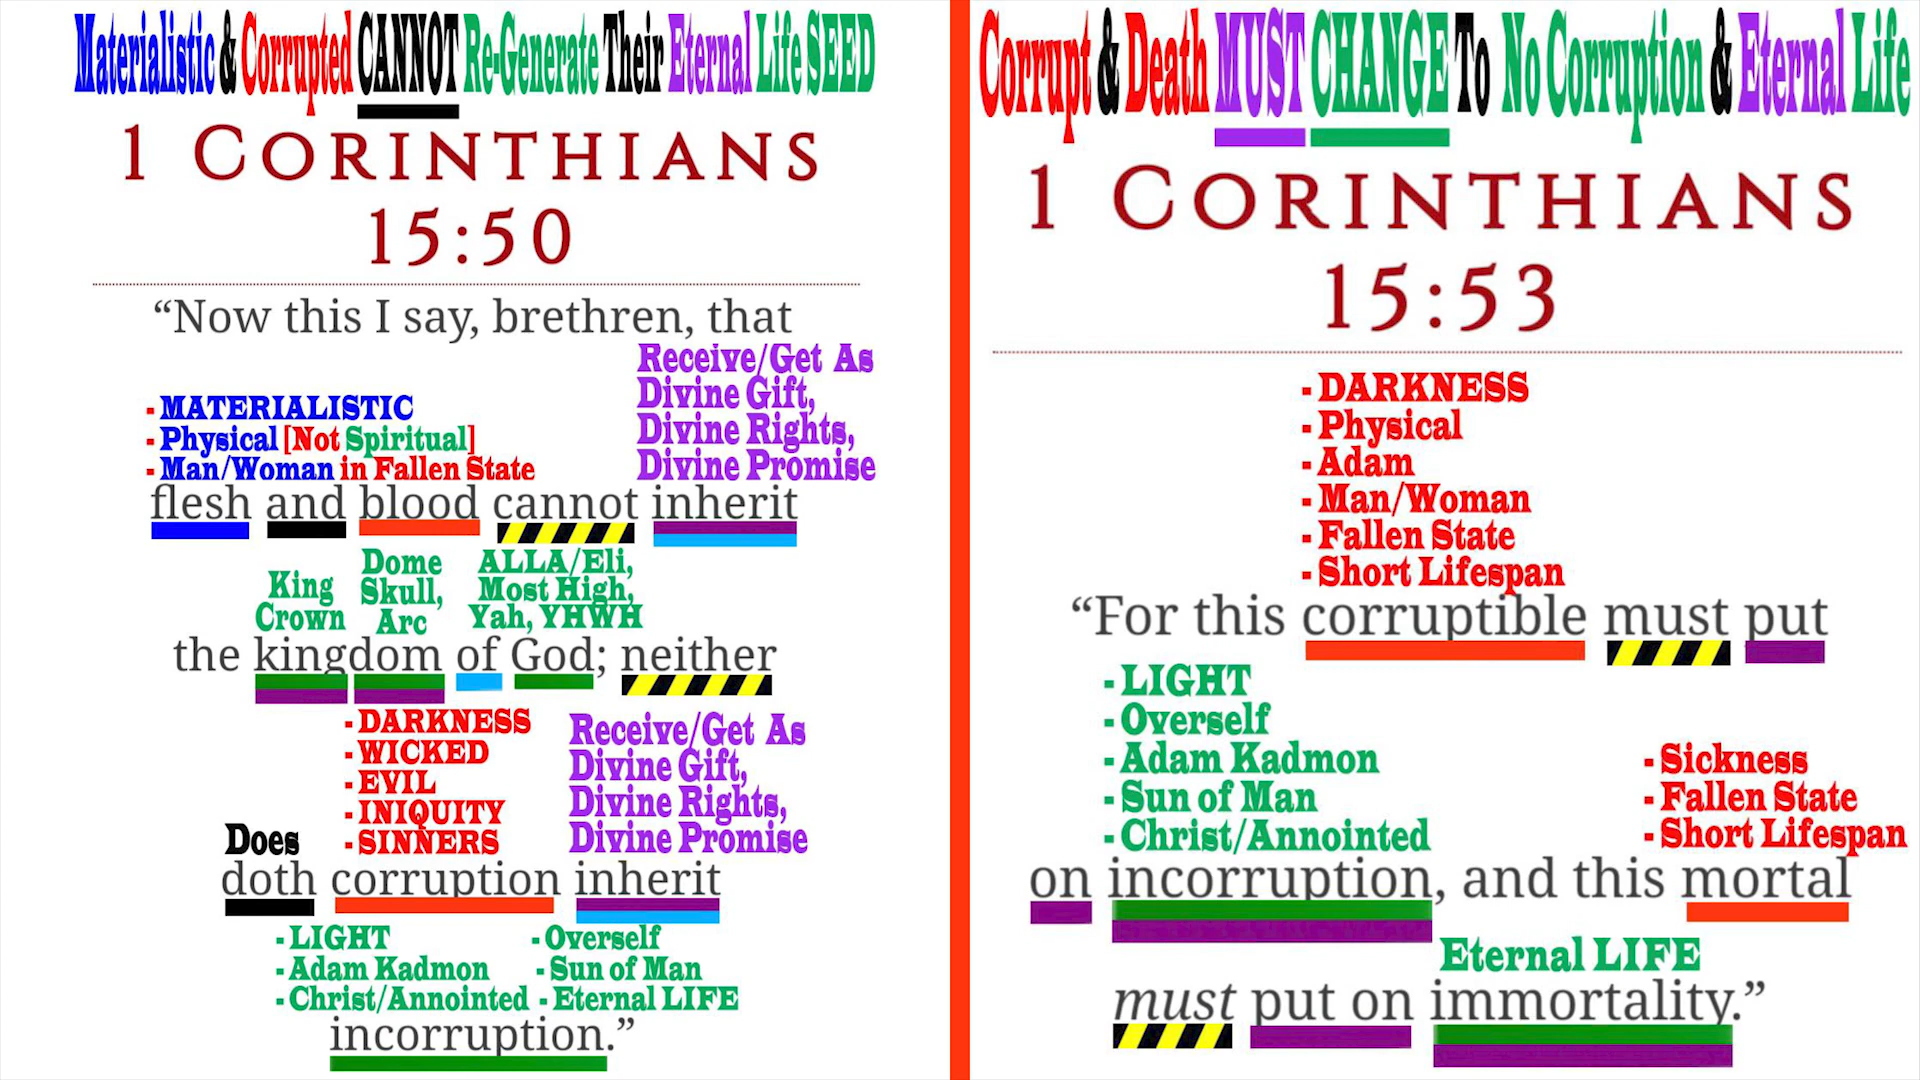 Materialistic & Corrupted CANNOT Re-Generate Their Eternal Life SEED
1 CORINTHIANS
15:50
“Now this I say, brethren, that
Receive/Get As
Divine Gift,
Divine Rights,
Divine Promise
- MATERIALISTIC
- Physical [Not Spiritual]
- Man/Woman in Fallen State
flesh and blood cannot inherit
King
Crown
Dome
Skull,
Arc
ALLA/Eli,
Most High,
Yah, YHWH
the kingdom of God; neither
Does
- DARKNESS
- WICKED
- EVIL
- INIQUITY
- SINNERS
Receive/Get As
Divine Gift,
Divine Rights,
Divine Promise
doth corruption inherit
- LIGHT
- Adam Kadmon
- Christ/Annointed
- Overself
- Sun of Man
- Eternal LIFE
incorruption.”
Corrupt & Death MUST CHANGE To No Corruption & Eternal Life
1 CORINTHIANS
15:53
- DARKNESS
- Physical
- Adam
- Man/Woman
- Fallen State
- Short Lifespan
“For this corruptible must put
- LIGHT
- Overself
- Adam Kadmon
- Sun of Man
- Christ/Annointed
- Sickness
- Fallen State
- Short Lifespan
on incorruption, and this mortal
Eternal LIFE
must put on immortality.”